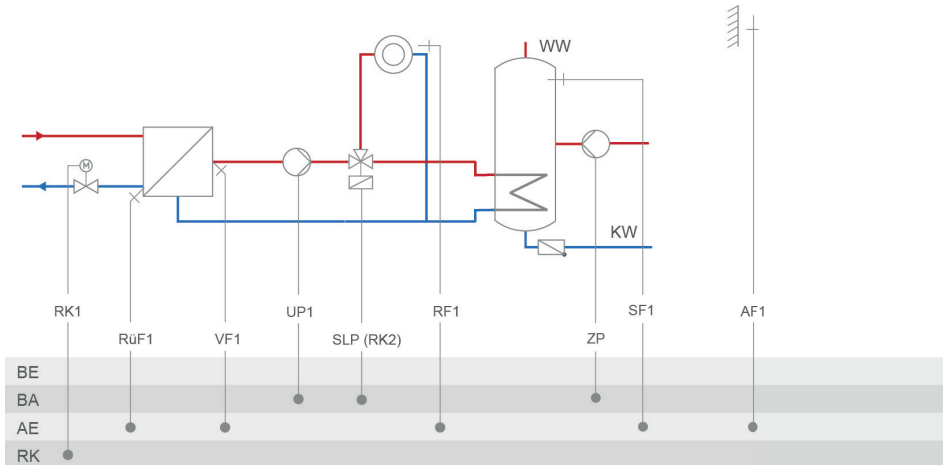 WW
M
KW
RK1 UP1 RF1 SF1 AF1
RüF1 VF1 SLP (RK2) ZP
BE
BA
AE
RK